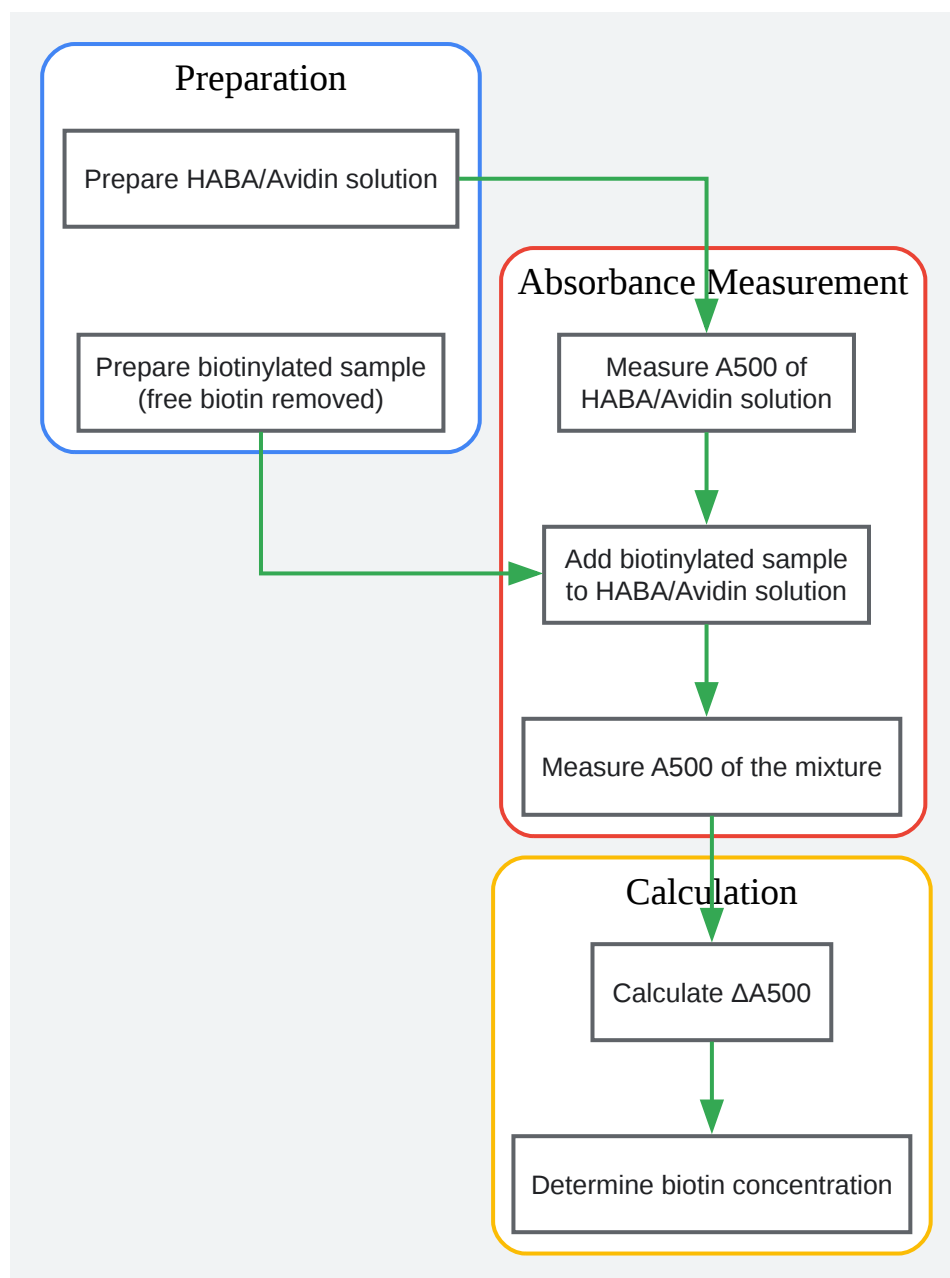 Preparation
Prepare HABA/Avidin solution
Prepare biotinylated sample
(free biotin removed)
Absorbance Measurement
Measure A500 of
HABA/Avidin solution
Add biotinylated sample
to HABA/Avidin solution
Measure A500 of the mixture
Calculation
Calculate ΔA500
Determine biotin concentration